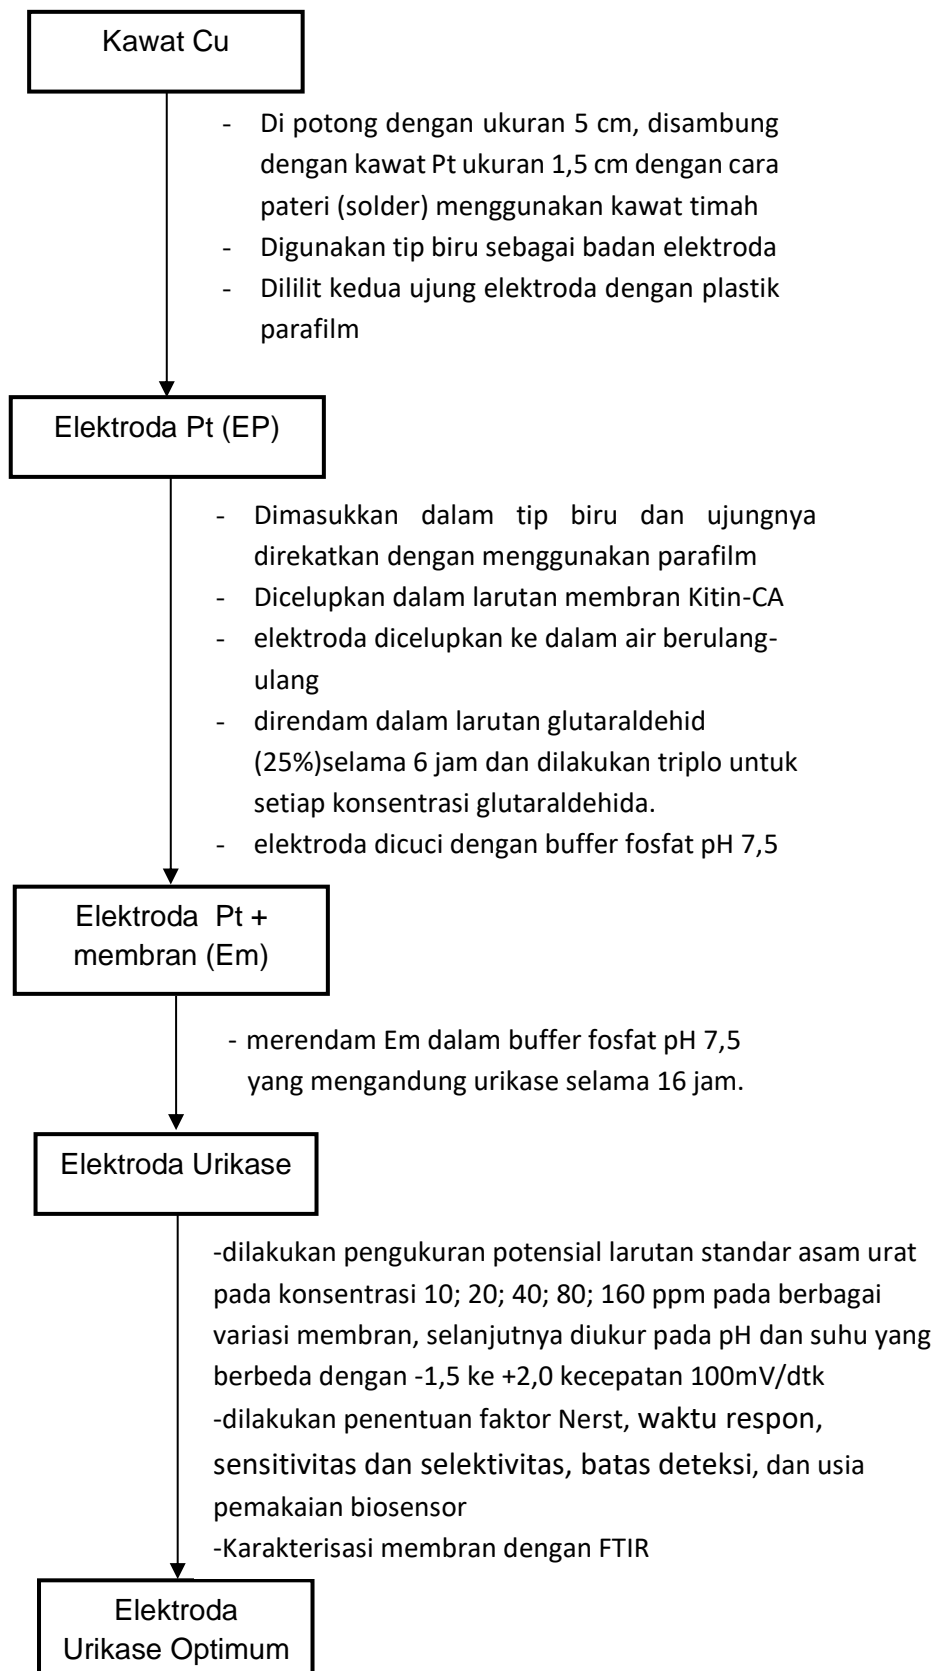 Kawat Cu
- Di potong dengan ukuran 5 cm, disambung
dengan kawat Pt ukuran 1,5 cm dengan cara
pateri (solder) menggunakan kawat timah
- Digunakan tip biru sebagai badan elektroda
- Dililit kedua ujung elektroda dengan plastik
parafilm
Elektroda Pt (EP)
- Dimasukkan dalam tip biru dan ujungnya
direkatkan dengan menggunakan parafilm
- Dicelupkan dalam larutan membran Kitin-CA
- elektroda dicelupkan ke dalam air berulang-
ulang
- direndam dalam larutan glutaraldehid
(25%)selama 6 jam dan dilakukan triplo untuk
setiap konsentrasi glutaraldehida.
- elektroda dicuci dengan buffer fosfat pH 7,5
Elektroda Pt +
membran (Em)
- merendam Em dalam buffer fosfat pH 7,5
yang mengandung urikase selama 16 jam.
Elektroda Urikase
-dilakukan pengukuran potensial larutan standar asam urat
pada konsentrasi 10; 20; 40; 80; 160 ppm pada berbagai
variasi membran, selanjutnya diukur pada pH dan suhu yang
berbeda dengan -1,5 ke +2,0 kecepatan 100mV/dtk
-dilakukan penentuan faktor Nerst, waktu respon,
sensitivitas dan selektivitas, batas deteksi, dan usia
pemakaian biosensor
-Karakterisasi membran dengan FTIR
Elektroda
Urikase Optimum